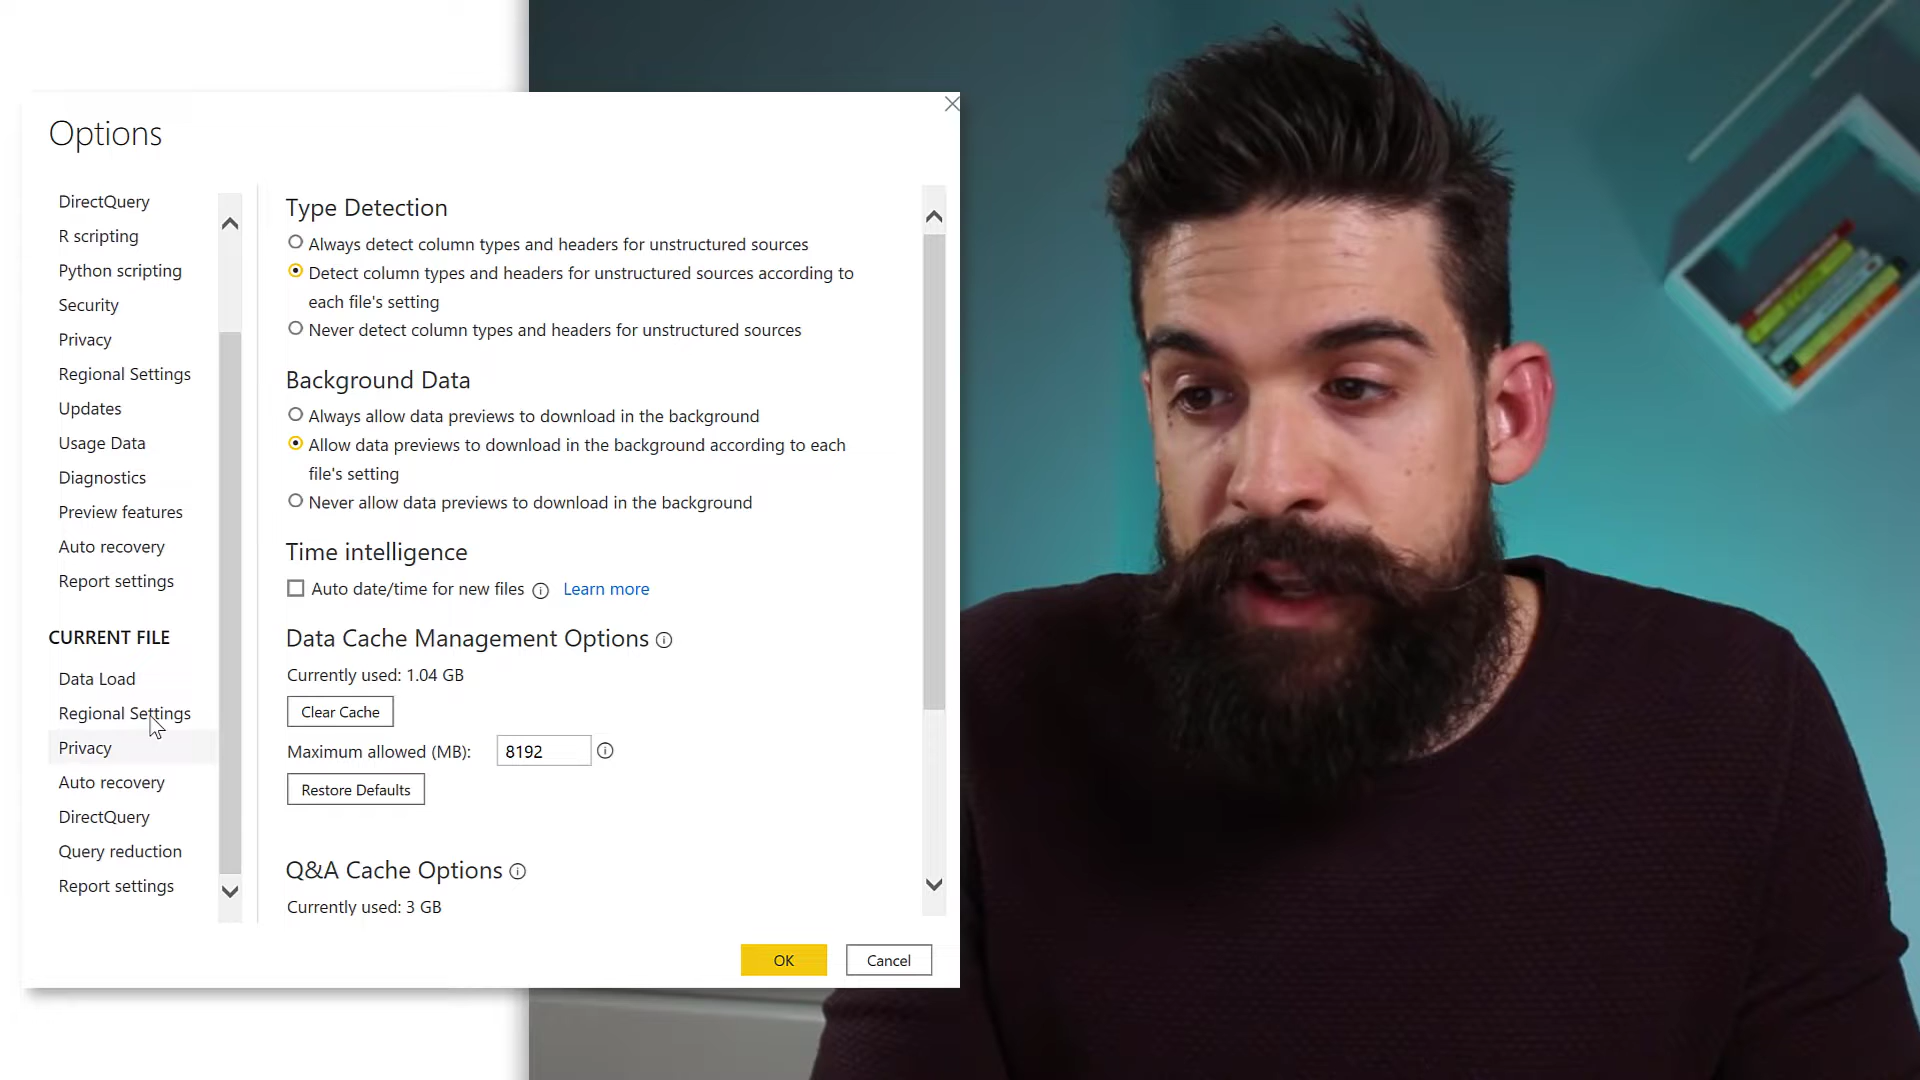 Options
DirectQuery
R scripting
Python scripting
Security
Privacy
Regional Settings
Updates
Usage Data
Diagnostics
Preview features
Auto recovery
Report settings
CURRENT FILE
Data Load
Regional Settings
Privacy
Auto recovery
DirectQuery
Query reduction
Report settings
Type Detection
Always detect column types and headers for unstructured sources
Detect column types and headers for unstructured sources according to
each file's setting
Never detect column types and headers for unstructured sources
Background Data
Always allow data previews to download in the background
Allow data previews to download in the background according to each
file's setting
Never allow data previews to download in the background
Time intelligence
Auto date/time for new files Learn more
Data Cache Management Options
Currently used: 1.04 GB
Clear Cache
Maximum allowed (MB): 8192
Restore Defaults
Q&A Cache Options
Currently used: 3 GB
OK Cancel